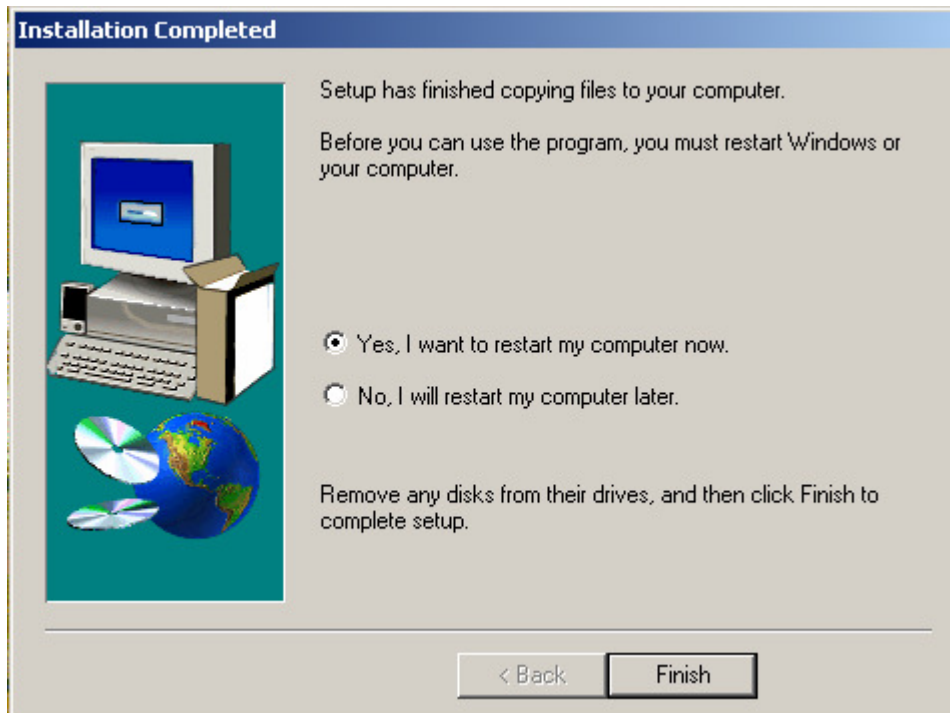 Installation Completed
Setup has finished copying files to your computer.
Before you can use the program, you must restart Windows or
your computer.
Yes, I want to restart my computer now.
No, I will restart my computer later.
Remove any disks from their drives, and then click Finish to
complete setup.
< Back
Finish